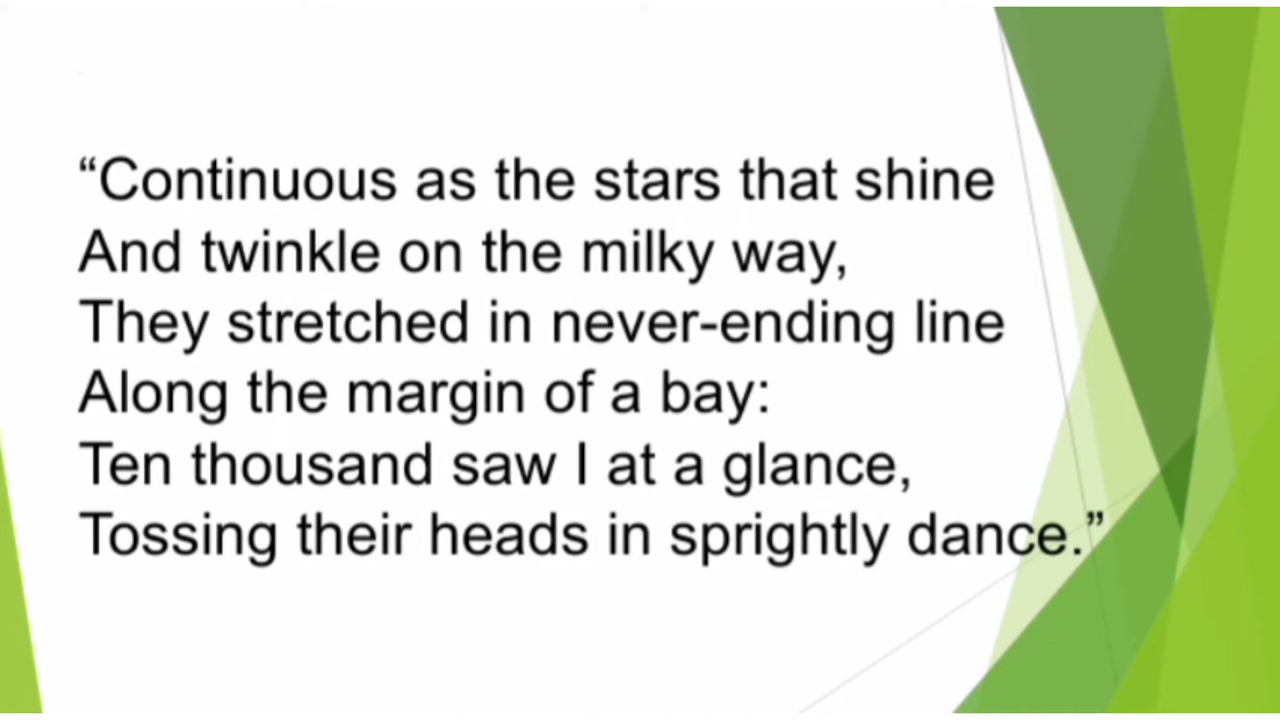 “Continuous as the stars that shine
And twinkle on the milky way,
They stretched in never-ending line
Along the margin of a bay:
Ten thousand saw I at a glance,
Tossing their heads in sprightly dance.”